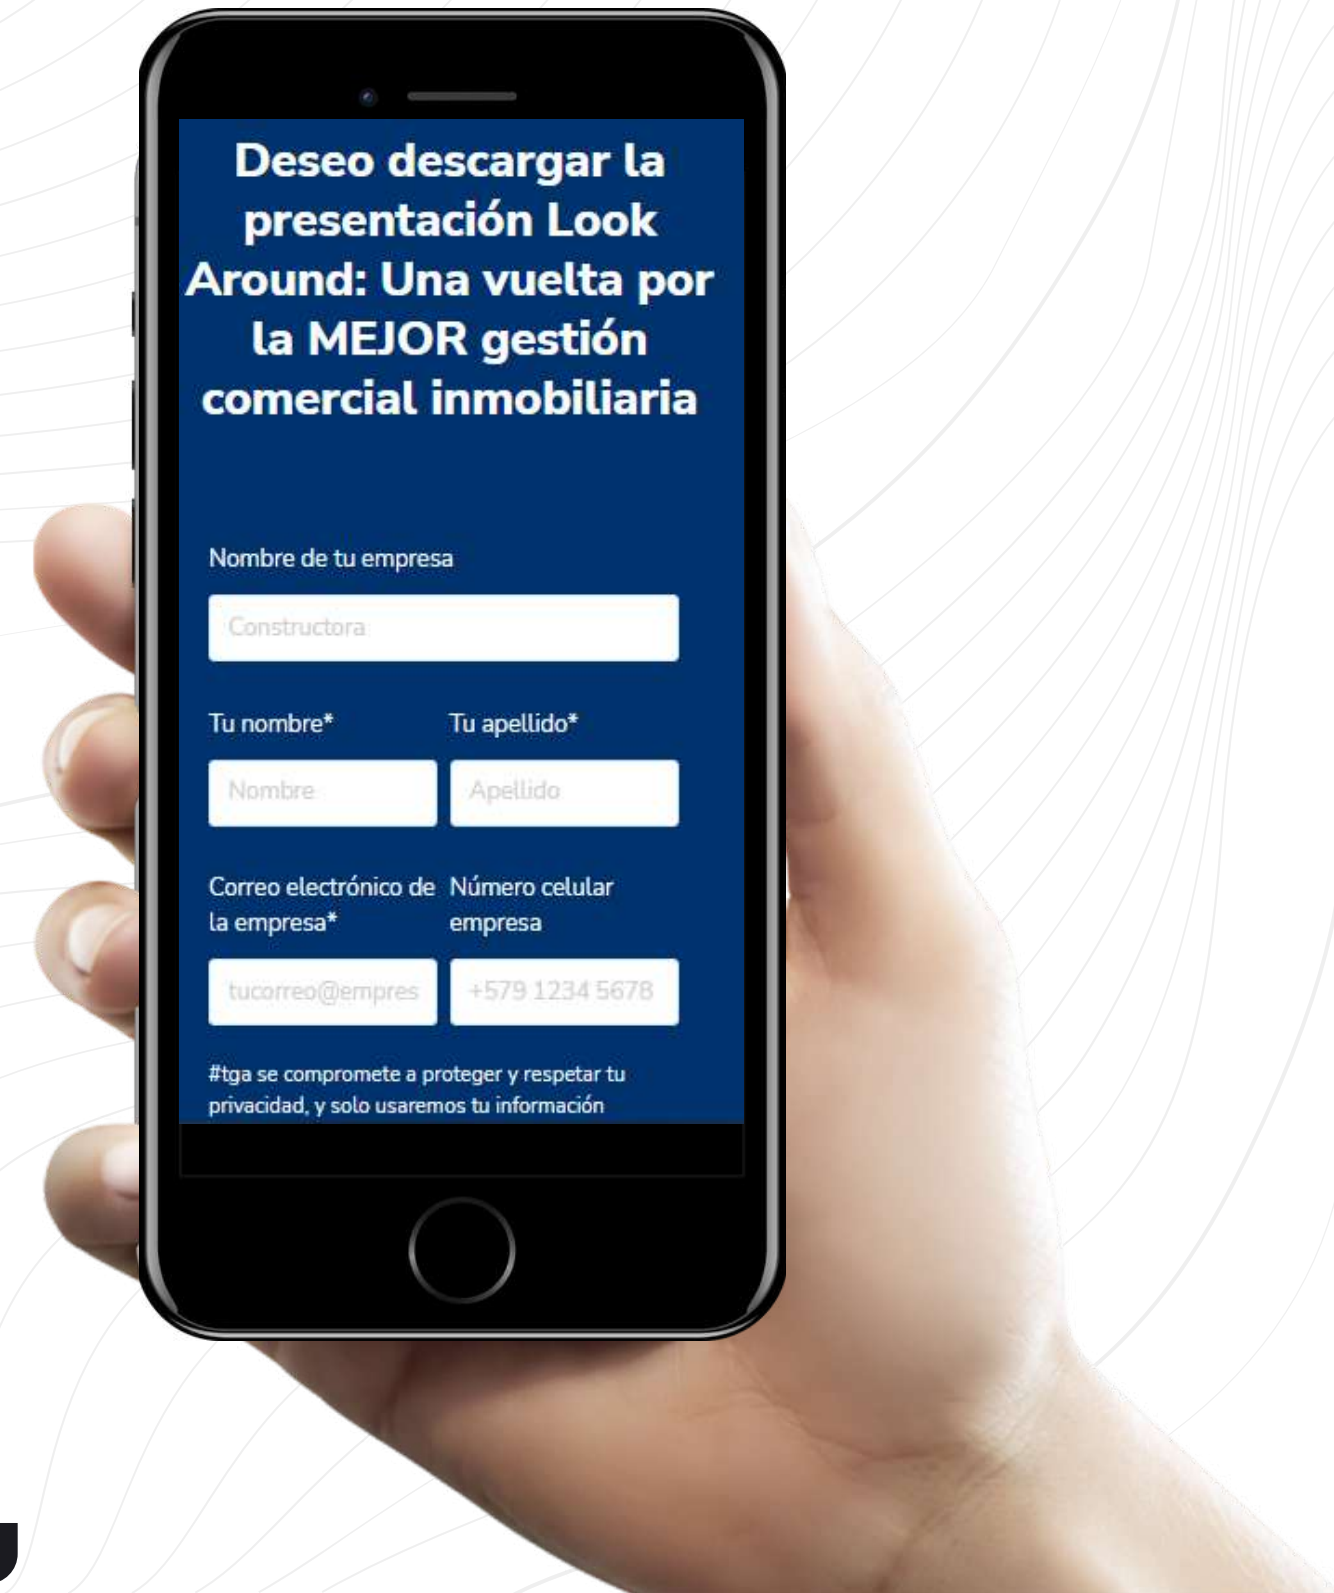 Deseo descargar la
presentación Look
Around: Una vuelta por
la MEJOR gestión
comercial inmobiliaria
Nombre de tu empresa
Constructora
Tu nombre*
Tu apellido*
Nombre
Apellido
Correo electrónico de
la empresa*
Número celular
empresa
tucorreo@empres
+579 1234 5678
#tga se compromete a proteger y respetar tu
privacidad, y solo usaremos tu información